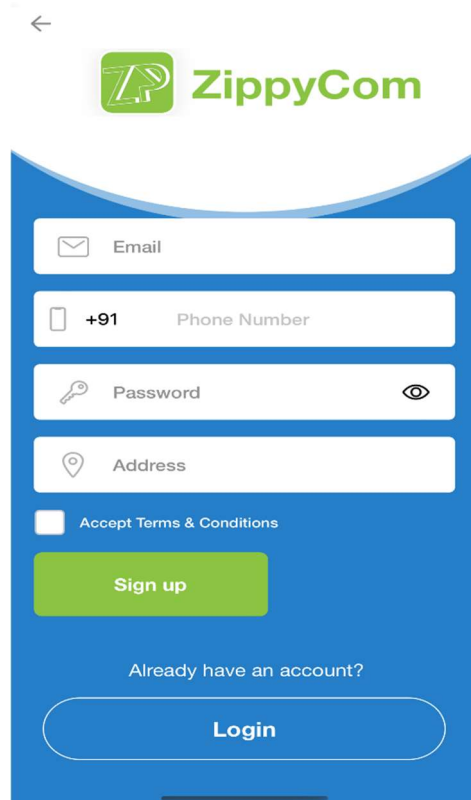 ZP ZippyCom
Email
+91 Phone Number
Password
Address
Accept Terms & Conditions
Sign up
Already have an account?
Login